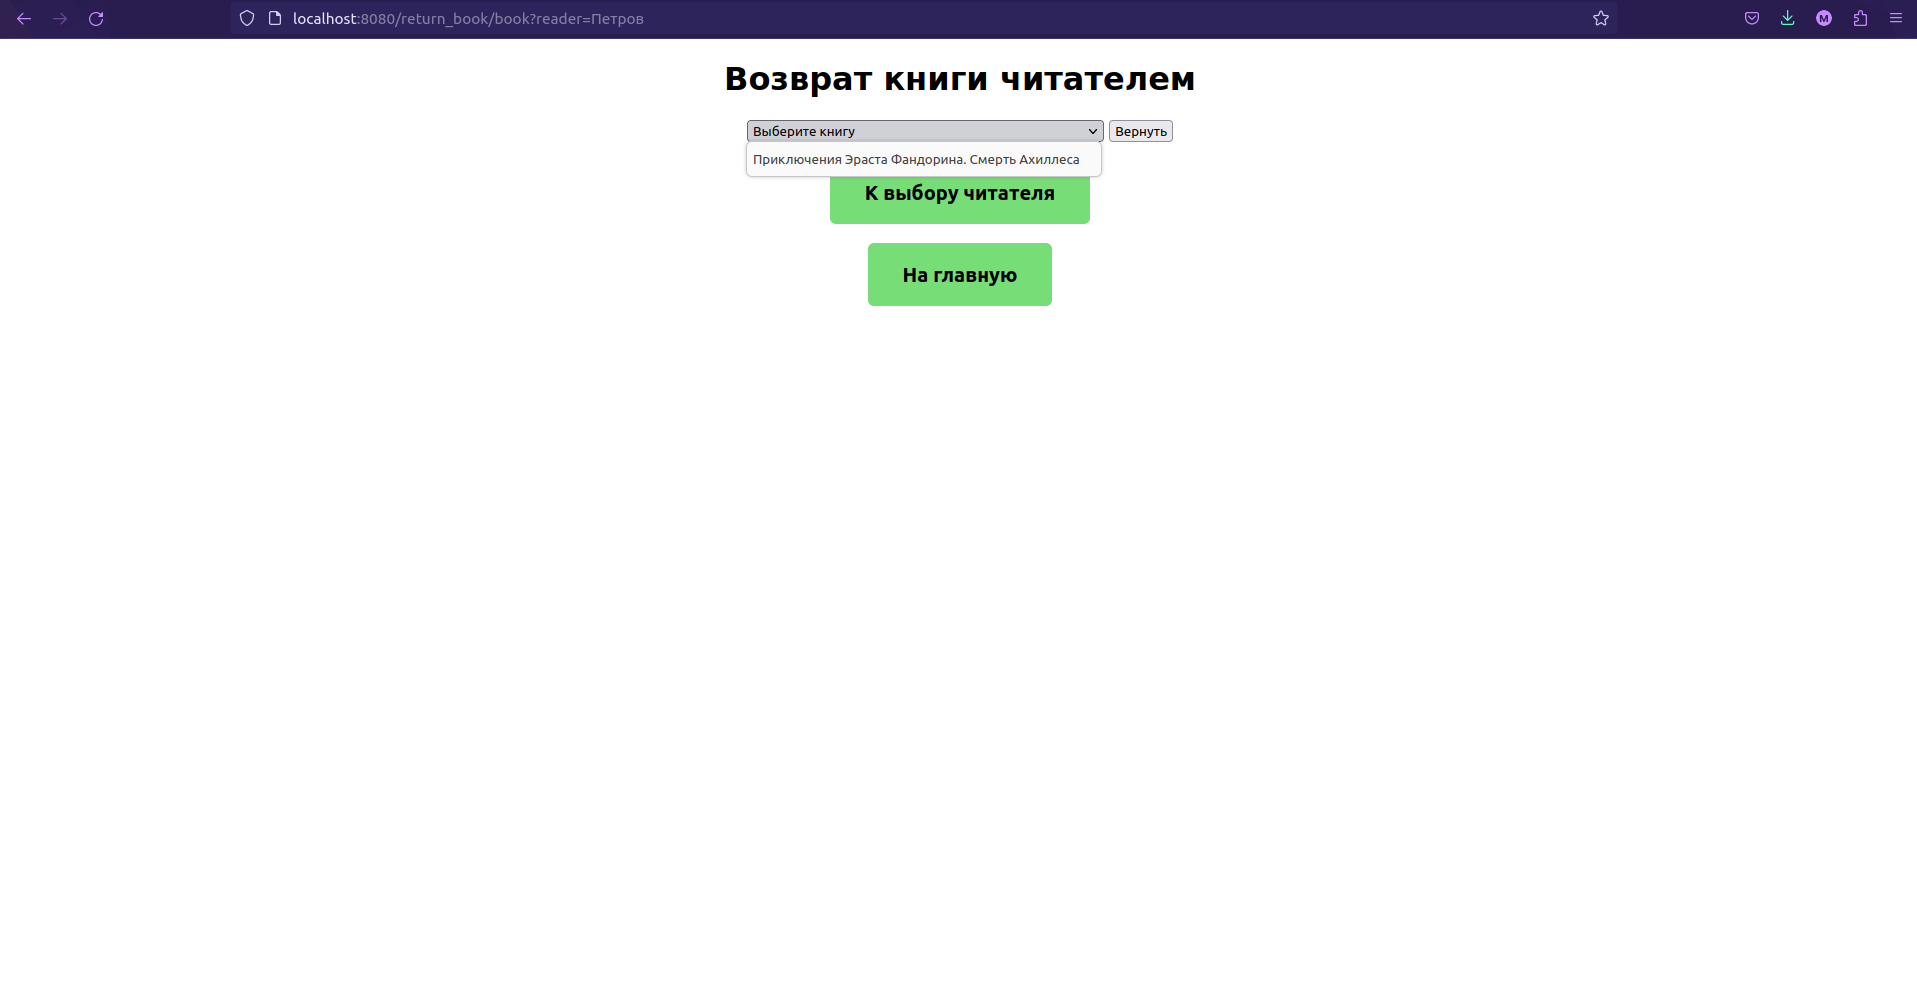 localhost:8080/return_book/book?reader=Петров
M
Возврат книги читателем
Выберите книгу Вернуть
Приключения Эраста Фандорина. Смерть Ахиллеса
К выбору читателя
На главную